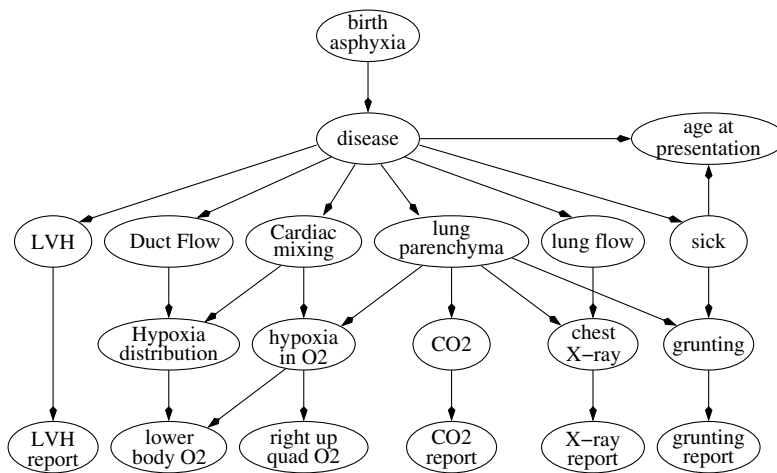 birth
asphyxia
disease
age at
presentation
LVH
Duct Flow
Cardiac
mixing
lung
parenchyma
lung flow
sick
Hypoxia
distribution
hypoxia
in O2
CO2
chest
X−ray
grunting
LVH
report
lower
body O2
right up
quad O2
CO2
report
X−ray
report
grunting
report